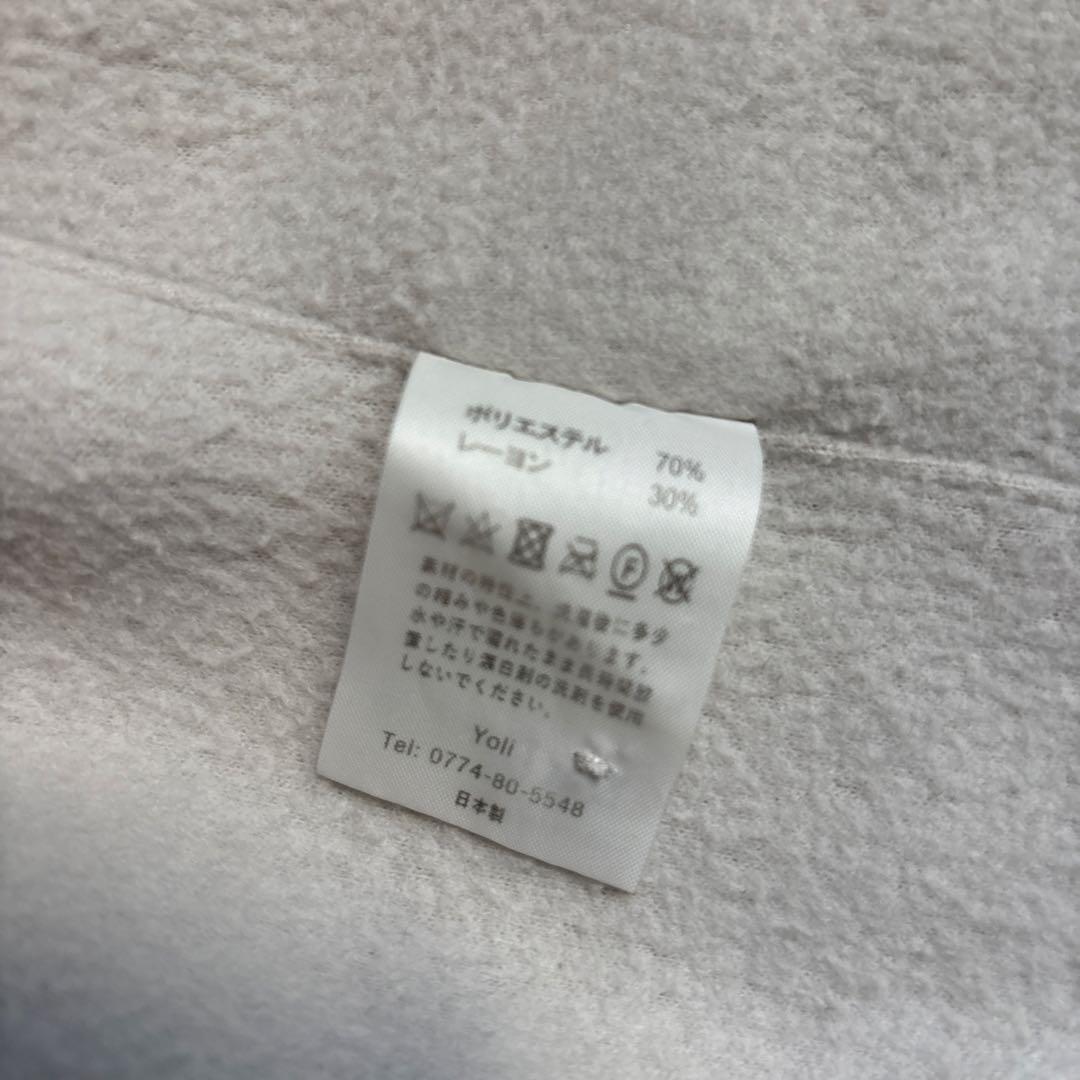 ポリエステル 70%
レーヨン 30%
F
素材の特性上、洗濯後に多少
の縮みや色落ちがあります。
水や汗で濡れたまま長時間放
置したり漂白剤の洗剤を使用
しないでください。
Yoli
Tel: 0774-80-5548
日本製